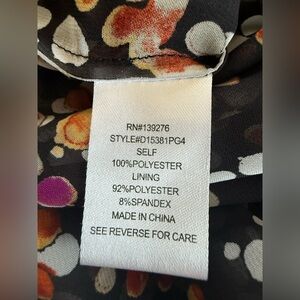 RN#139276
STYLE#D15381PG4
SELF
100%POLYESTER
LINING
92%POLYESTER
8%SPANDEX
MADE IN CHINA
SEE REVERSE FOR CARE